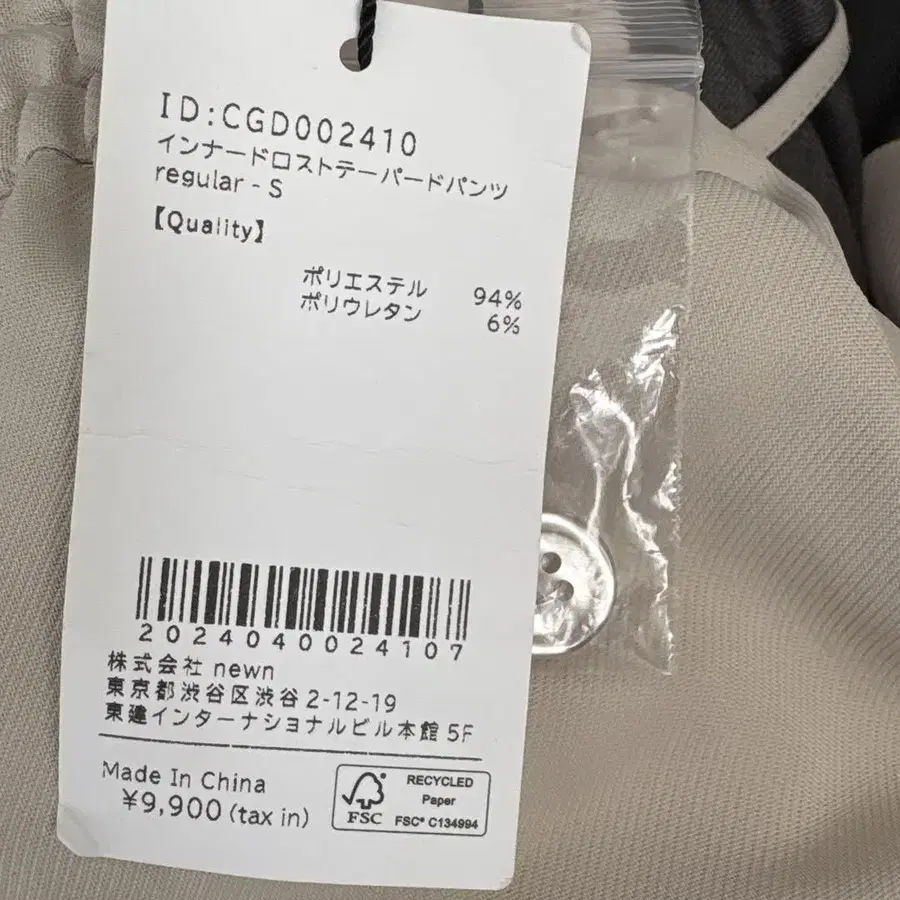 ID:CGD002410
インナードロストテーパードパンツ
regular - S
【Quality】
ポリエステル 94%
ポリウレタン 6%
2024040024107
株式会社 newn
東京都渋谷区渋谷 2-12-19
東建インターナショナルビル本館 5F
Made In China
¥9,900 (tax in)
FSC
RECYCLED
Paper
FSC® C134994